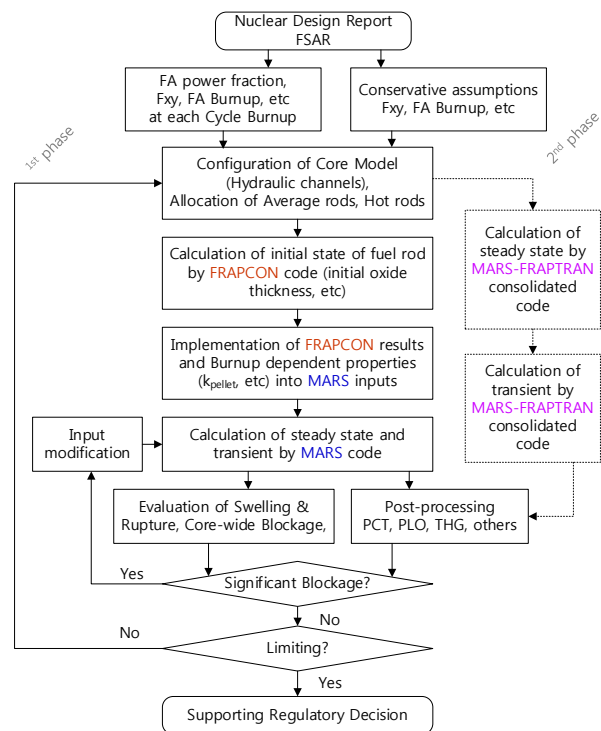 Nuclear Design Report
FSAR
FA power fraction,
Fxy, FA Burnup, etc
at each Cycle Burnup
Conservative assumptions
Fxy, FA Burnup, etc
1st phase
2nd phase
Configuration of Core Model
(Hydraulic channels),
Allocation of Average rods, Hot rods
Calculation of
steady state by
MARS-FRAPTRAN
consolidated
code
Calculation of initial state of fuel rod
by FRAPCON code (initial oxide
thickness, etc)
Implementation of FRAPCON results
and Burnup dependent properties
(kpellet, etc) into MARS inputs
Calculation of
transient by
MARS-FRAPTRAN
consolidated
code
Input
modification
Calculation of steady state and
transient by MARS code
Evaluation of Swelling &
Rupture, Core-wide Blockage,
Post-processing
PCT, PLO, THG, others
Yes
Significant Blockage?
No
No
Limiting?
Yes
Supporting Regulatory Decision